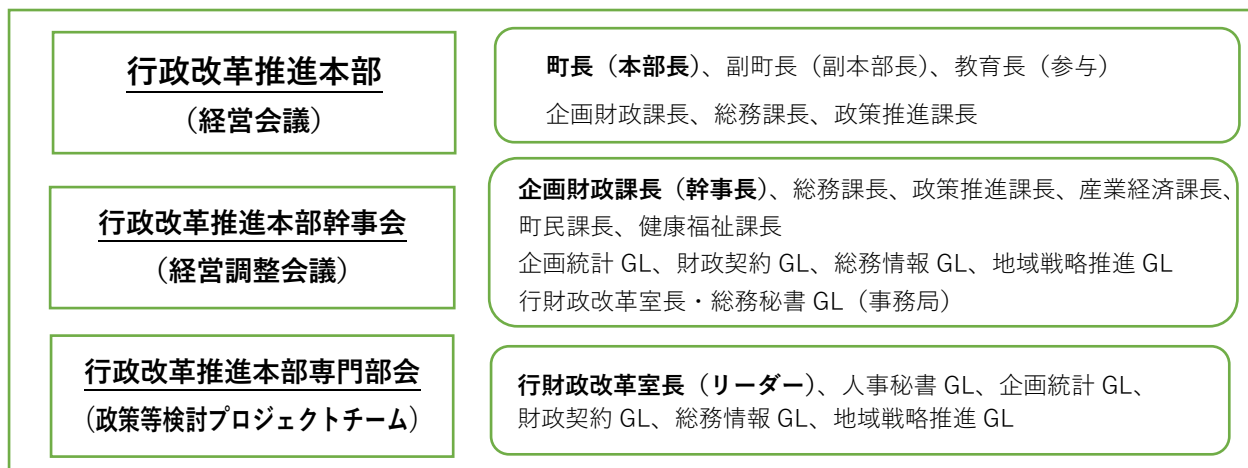 行政改革推進本部
（経営会議）
町長（本部長）、副町長（副本部長）、教育長（参与）
企画財政課長、総務課長、政策推進課長
行政改革推進本部幹事会
（経営調整会議）
企画財政課長（幹事長）、総務課長、政策推進課長、産業経済課長、
町民課長、健康福祉課長
企画統計 GL、財政契約 GL、総務情報 GL、地域戦略推進 GL
行財政改革室長・総務秘書 GL（事務局）
行政改革推進本部専門部会
（政策等検討プロジェクトチーム）
行財政改革室長（リーダー）、人事秘書 GL、企画統計 GL、
財政契約 GL、総務情報 GL、地域戦略推進 GL